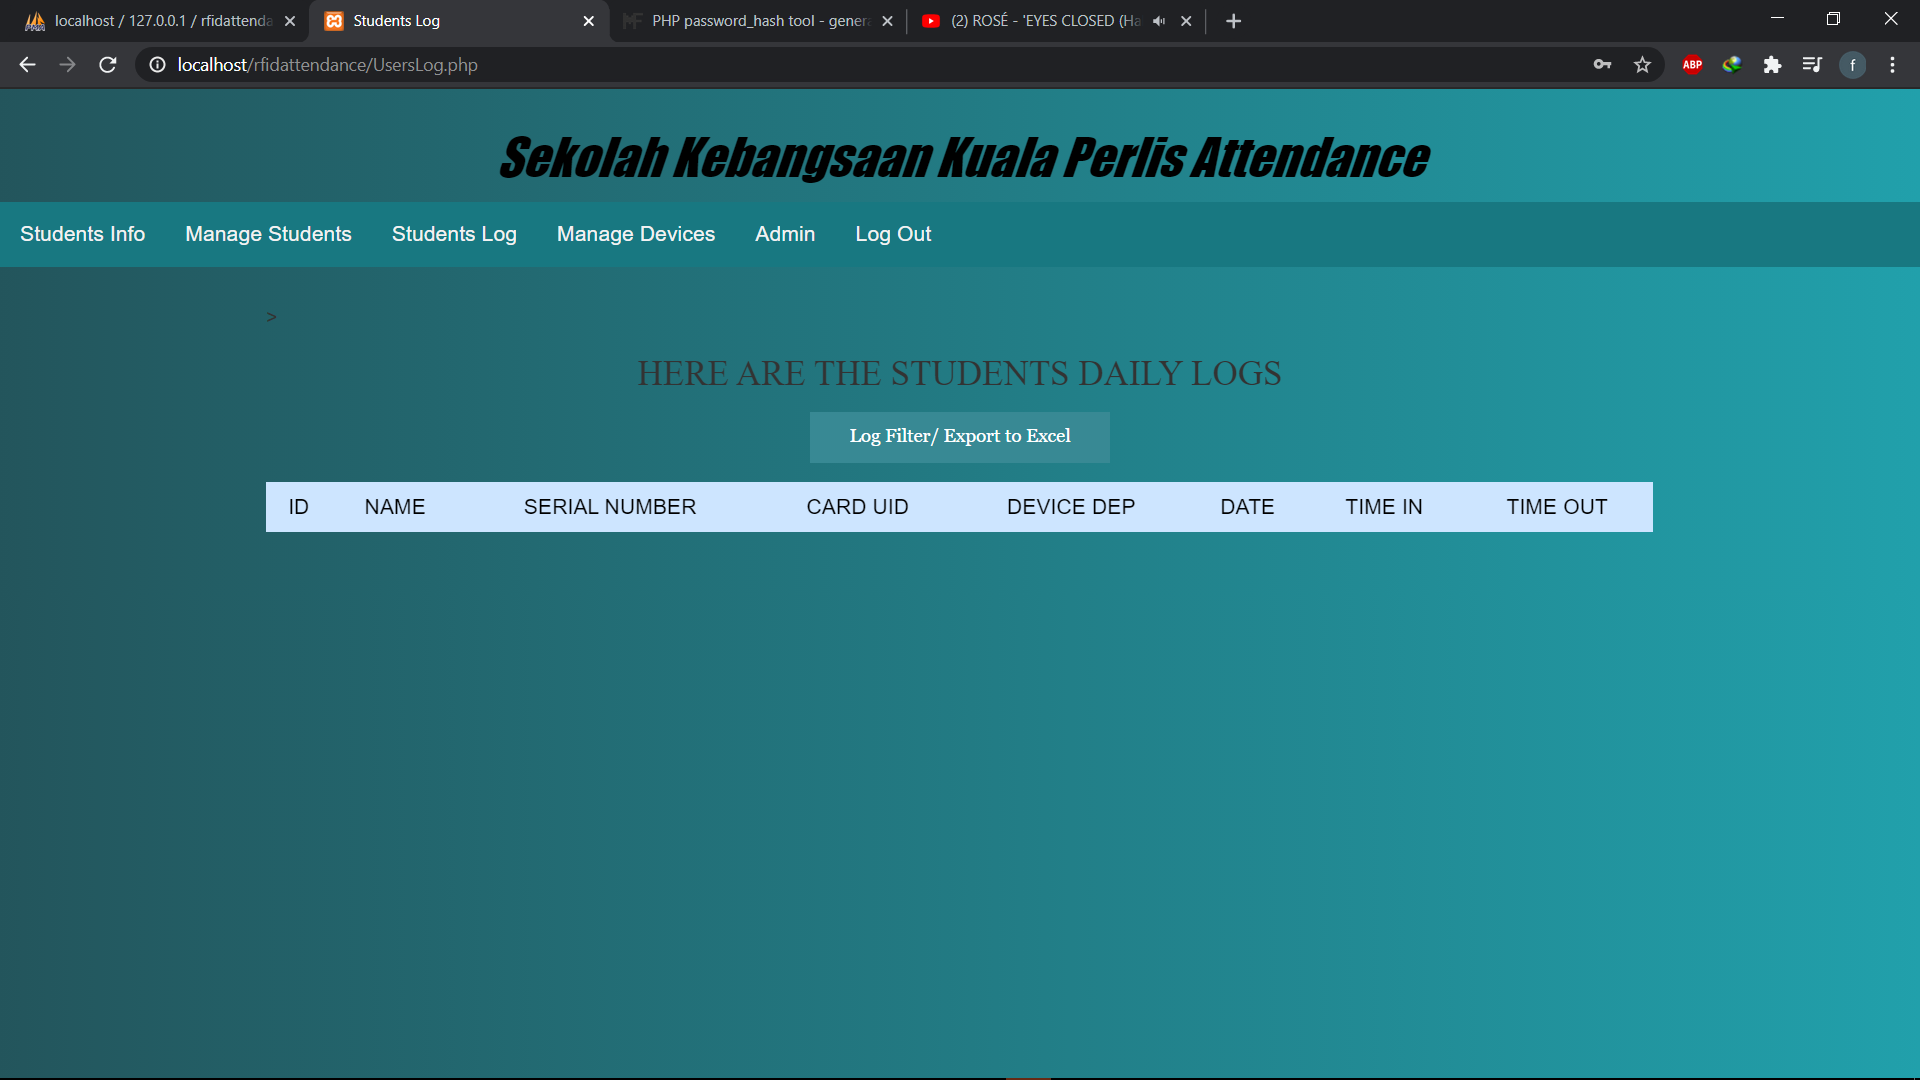 localhost / 127.0.0.1 / rfidattenda
Students Log
PHP password_hash tool - genera
(2) ROSÉ - 'EYES CLOSED (Ha
localhost/rfidattendance/UsersLog.php
ABP
f
Sekolah Kebangsaan Kuala Perlis Attendance
Students Info Manage Students Students Log Manage Devices Admin Log Out
>
HERE ARE THE STUDENTS DAILY LOGS
Log Filter/ Export to Excel
ID NAME SERIAL NUMBER CARD UID DEVICE DEP DATE TIME IN TIME OUT